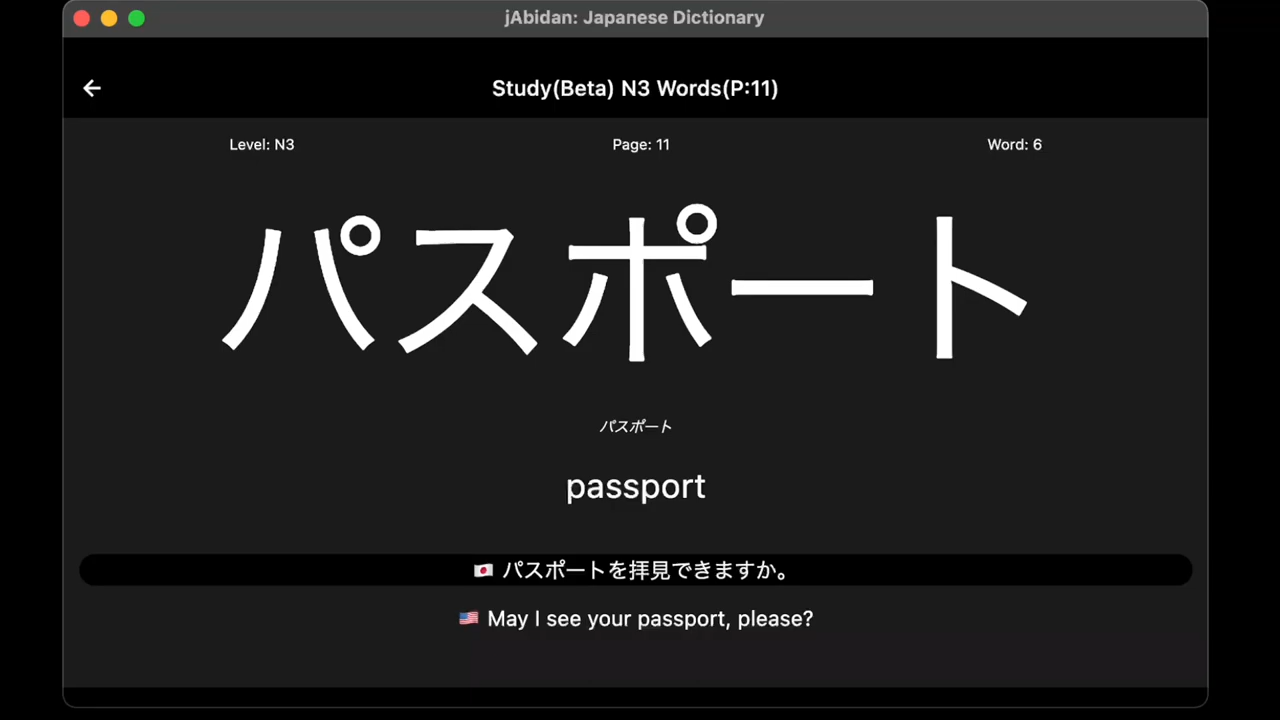 jAbidan: Japanese Dictionary
Study(Beta) N3 Words(P:11)
Level: N3
Page: 11
Word: 6
パスポート
パスポート
passport
🇯🇵 パスポートを拝見できますか。
🇺🇸 May I see your passport, please?